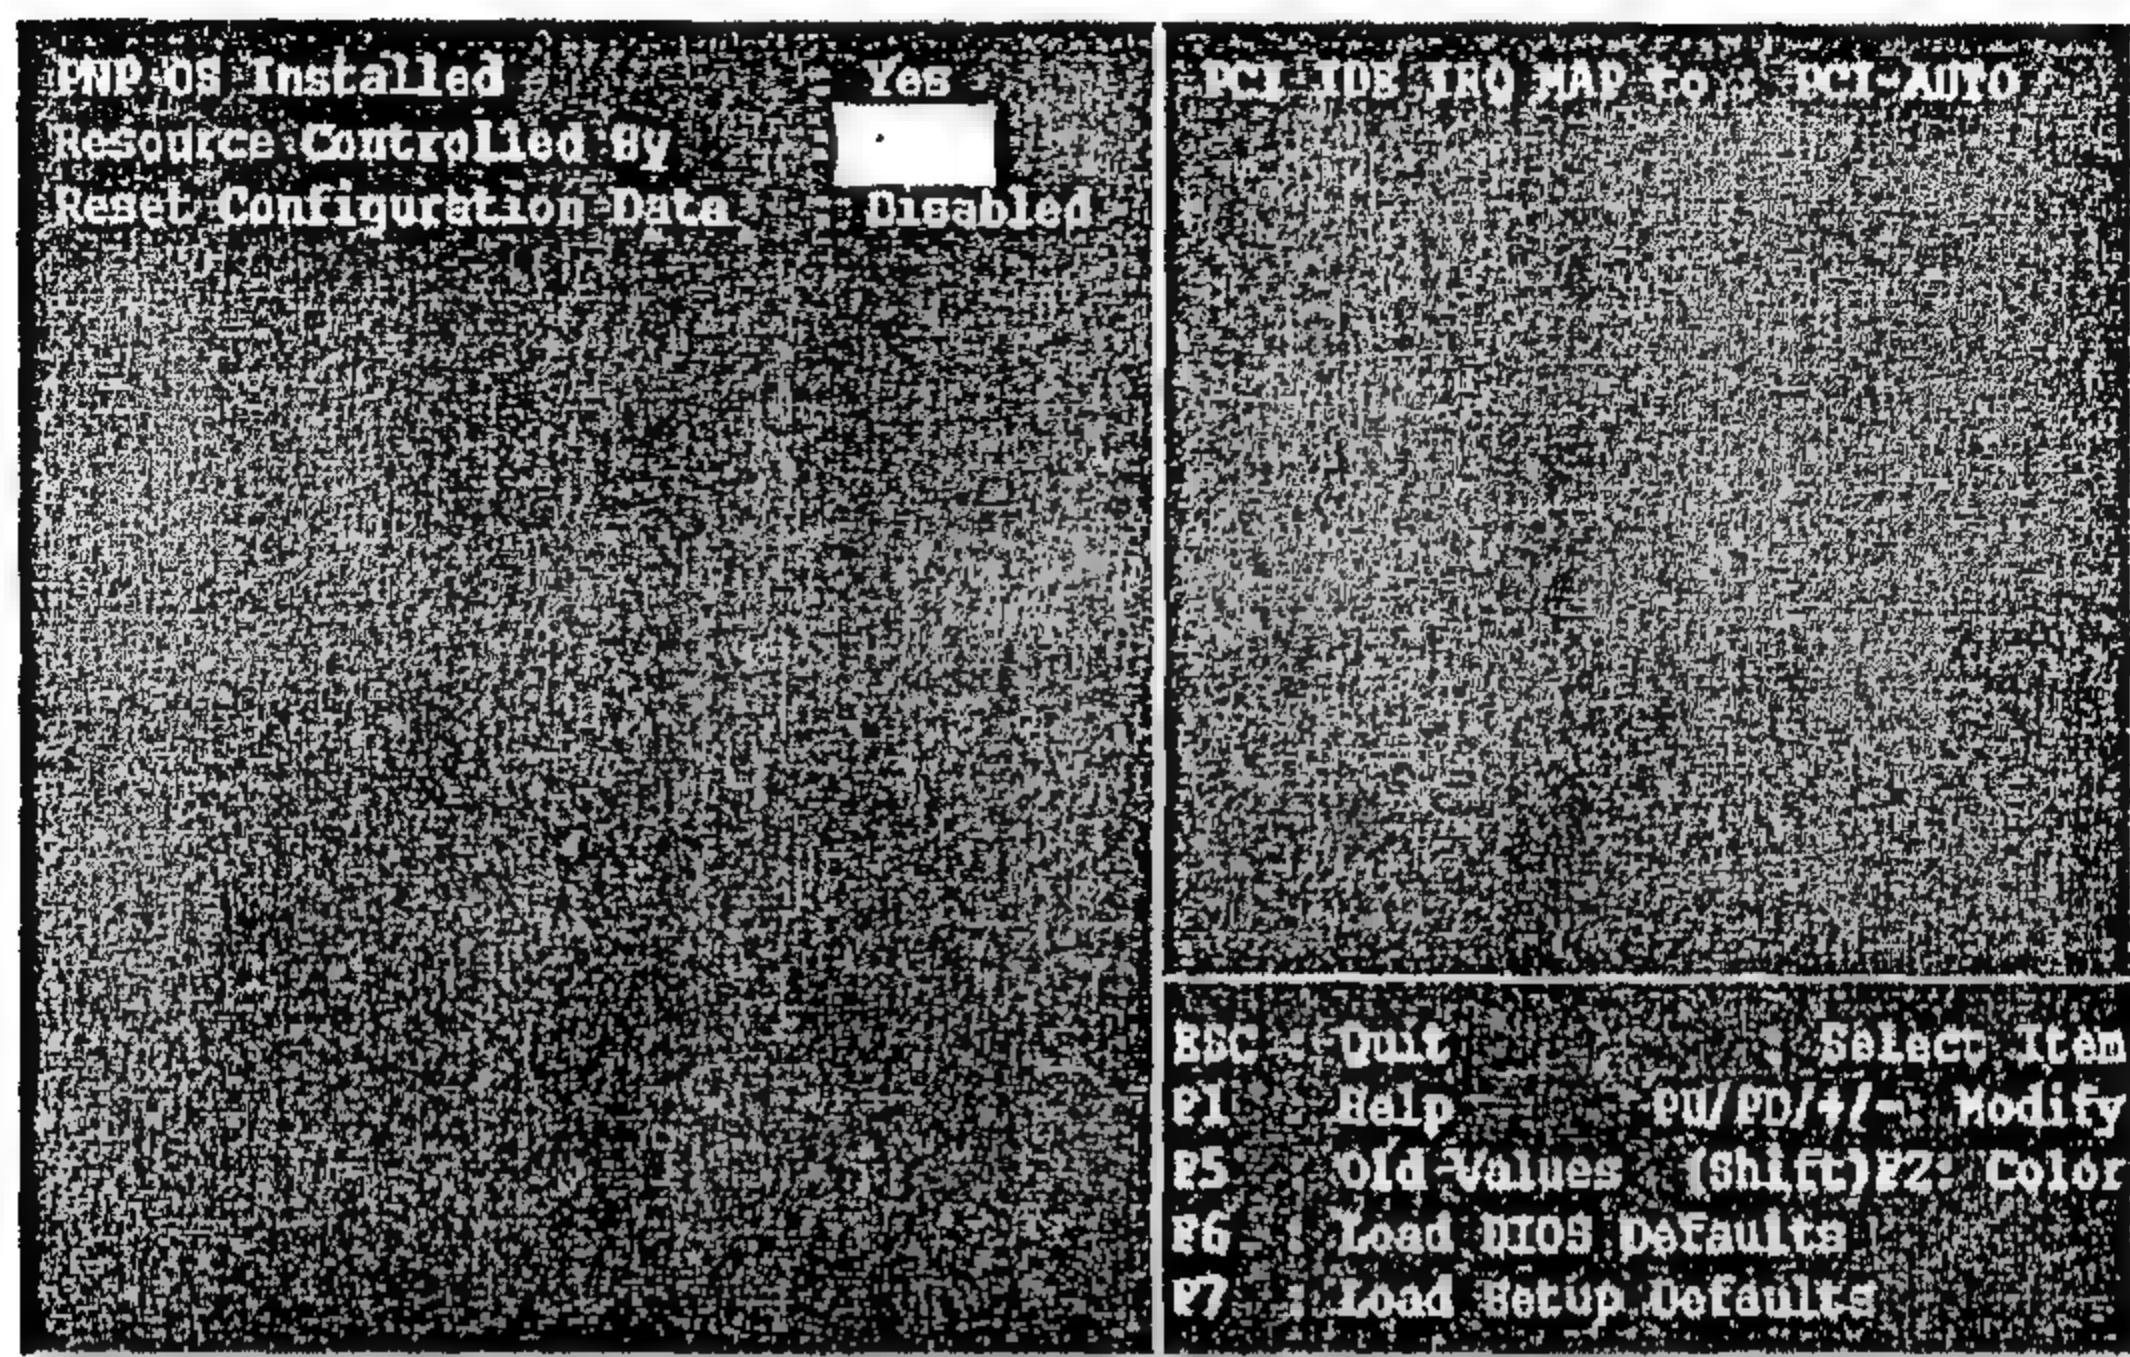 PNP OS Installed : Yes
Resource Controlled By :
Reset Configuration Data : Disabled
PCI IDE IRQ MAP to : PCI-AUTO
ESC : Quit Select Item
F1 : Help PU/PD/+/- : Modify
F5 : Old Values (Shift)F2 : Color
F6 : Load BIOS Defaults
F7 : Load Setup Defaults